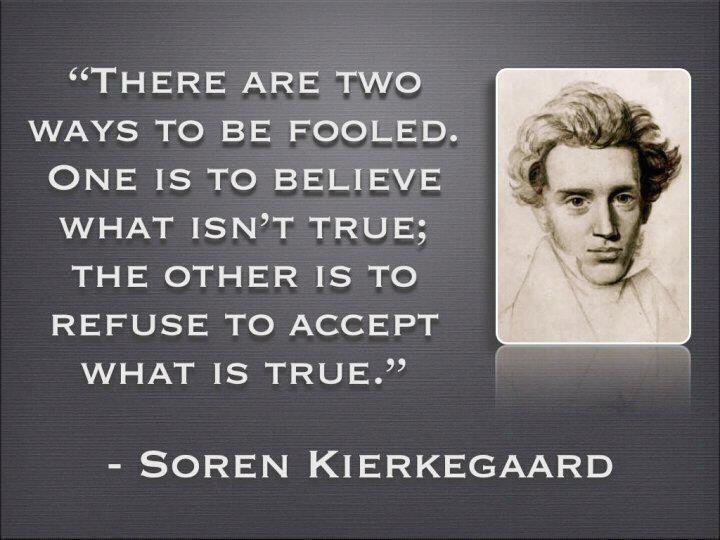 “There are two
ways to be fooled.
One is to believe
what isn’t true;
the other is to
refuse to accept
what is true.”
- Soren Kierkegaard